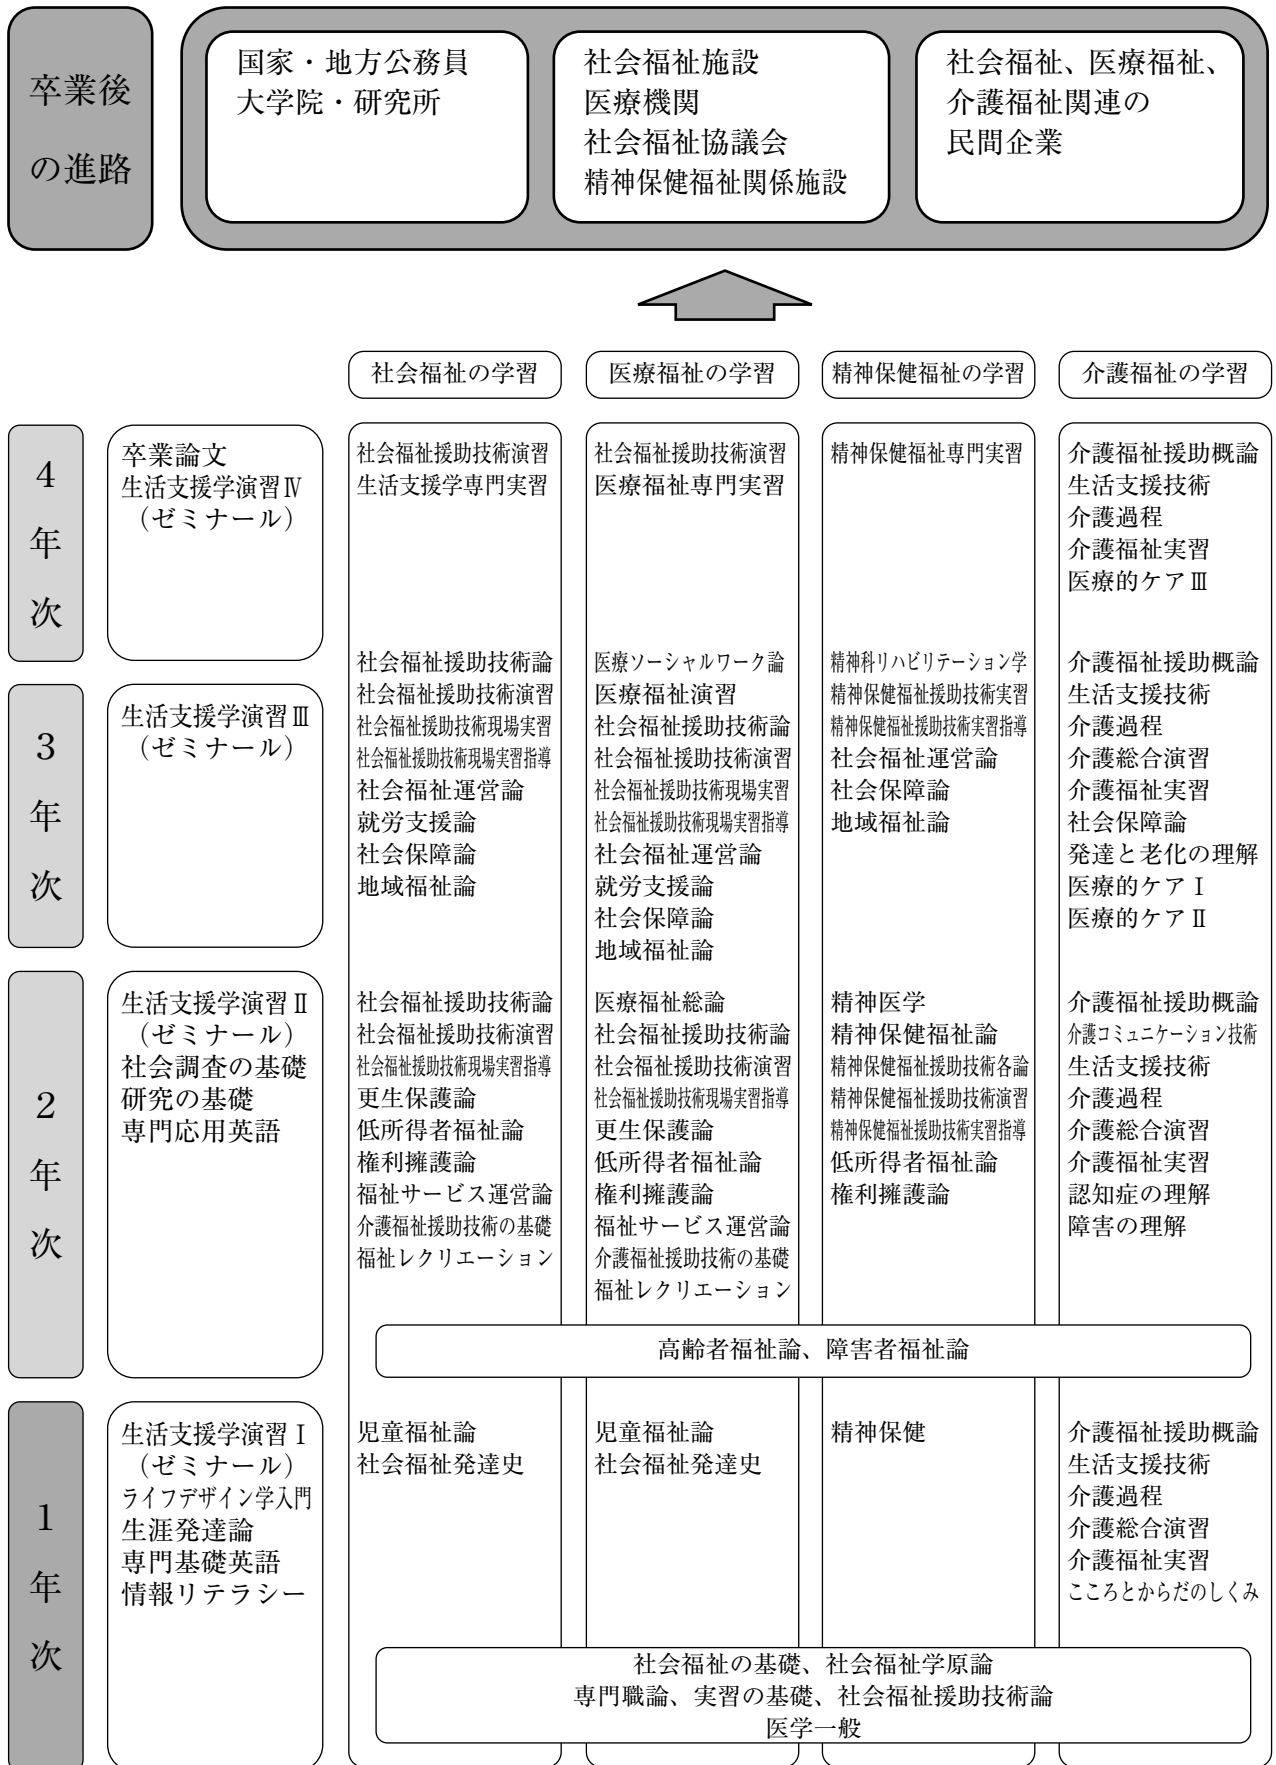 卒業後
の進路
国家・地方公務員
大学院・研究所
社会福祉施設
医療機関
社会福祉協議会
精神保健福祉関係施設
社会福祉、医療福祉、
介護福祉関連の
民間企業
社会福祉の学習
医療福祉の学習
精神保健福祉の学習
介護福祉の学習
4年次
卒業論文
生活支援学演習Ⅳ
（ゼミナール）
社会福祉援助技術演習
生活支援学専門実習
社会福祉援助技術演習
医療福祉専門実習
精神保健福祉専門実習
介護福祉援助概論
生活支援技術
介護過程
介護福祉実習
医療的ケアⅢ
3年次
生活支援学演習Ⅲ
（ゼミナール）
社会福祉援助技術論
社会福祉援助技術演習
社会福祉援助技術現場実習
社会福祉援助技術現場実習指導
社会福祉運営論
就労支援論
社会保障論
地域福祉論
医療ソーシャルワーク論
医療福祉演習
社会福祉援助技術論
社会福祉援助技術演習
社会福祉援助技術現場実習
社会福祉援助技術現場実習指導
社会福祉運営論
就労支援論
社会保障論
地域福祉論
精神科リハビリテーション学
精神保健福祉援助技術実習
精神保健福祉援助技術実習指導
社会福祉運営論
社会保障論
地域福祉論
介護福祉援助概論
生活支援技術
介護過程
介護総合演習
介護福祉実習
社会保障論
発達と老化の理解
医療的ケアⅠ
医療的ケアⅡ
2年次
生活支援学演習Ⅱ
（ゼミナール）
社会調査の基礎
研究の基礎
専門応用英語
社会福祉援助技術論
社会福祉援助技術演習
社会福祉援助技術現場実習指導
更生保護論
低所得者福祉論
権利擁護論
福祉サービス運営論
介護福祉援助技術の基礎
福祉レクリエーション
医療福祉総論
社会福祉援助技術論
社会福祉援助技術演習
社会福祉援助技術現場実習指導
更生保護論
低所得者福祉論
権利擁護論
福祉サービス運営論
介護福祉援助技術の基礎
福祉レクリエーション
精神医学
精神保健福祉論
精神保健福祉援助技術各論
精神保健福祉援助技術演習
精神保健福祉援助技術実習指導
低所得者福祉論
権利擁護論
介護福祉援助概論
介護コミュニケーション技術
生活支援技術
介護過程
介護総合演習
介護福祉実習
認知症の理解
障害の理解
高齢者福祉論、障害者福祉論
1年次
生活支援学演習Ⅰ
（ゼミナール）
ライフデザイン学入門
生涯発達論
専門基礎英語
情報リテラシー
児童福祉論
社会福祉発達史
児童福祉論
社会福祉発達史
精神保健
介護福祉援助概論
生活支援技術
介護過程
介護総合演習
介護福祉実習
こころとからだのしくみ
社会福祉の基礎、社会福祉学原論
専門職論、実習の基礎、社会福祉援助技術論
医学一般